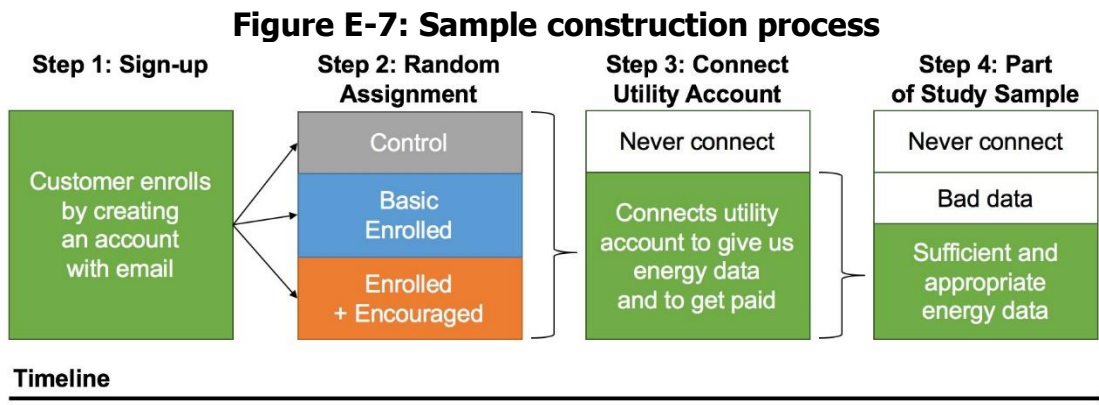 Figure E-7: Sample construction process
Step 1: Sign-up
Customer enrolls
by creating
an account
with email
Step 2: Random
Assignment
Control
Basic
Enrolled
Enrolled
+ Encouraged
Step 3: Connect
Utility Account
Never connect
Connects utility
account to give us
energy data
and to get paid
Step 4: Part
of Study Sample
Never connect
Bad data
Sufficient and
appropriate
energy data
Timeline